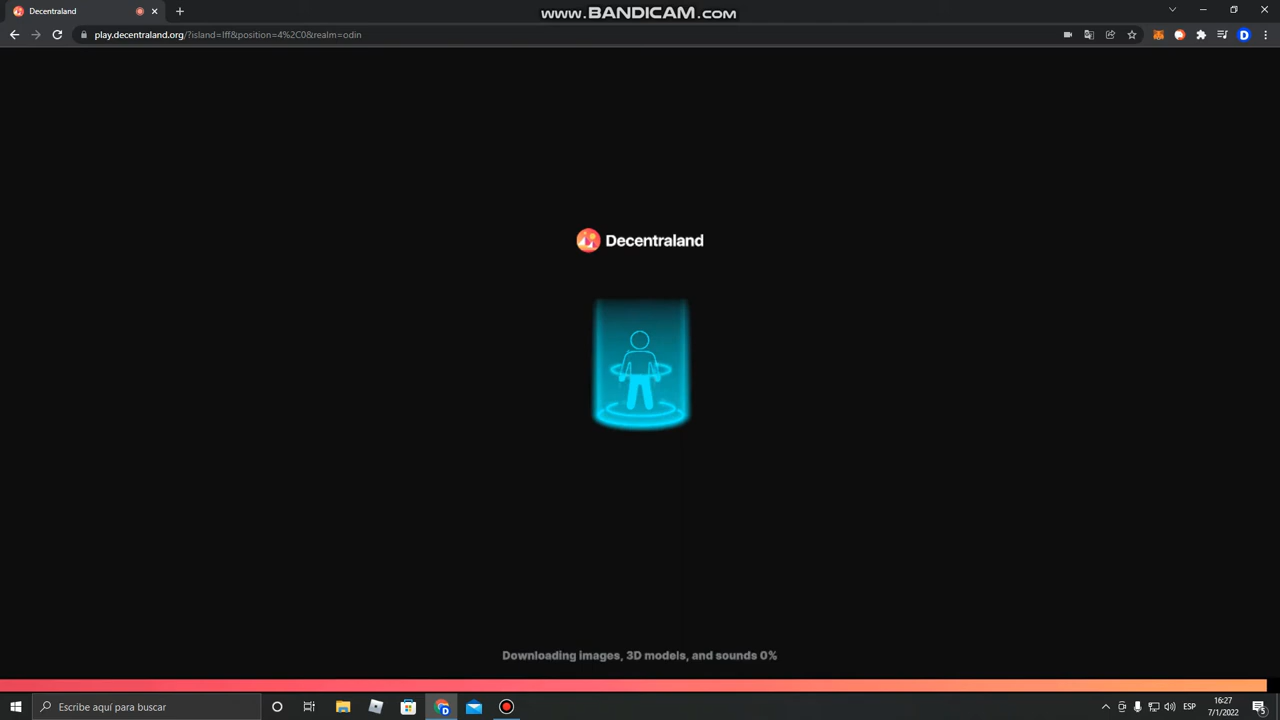 Decentraland
www.BANDICAM.com
play.decentraland.org/?island=Iff&position=4%2C0&realm=odin
D
Decentraland
Downloading images, 3D models, and sounds 0%
Escribe aquí para buscar
D
ESP
16:27
7/1/2022
5